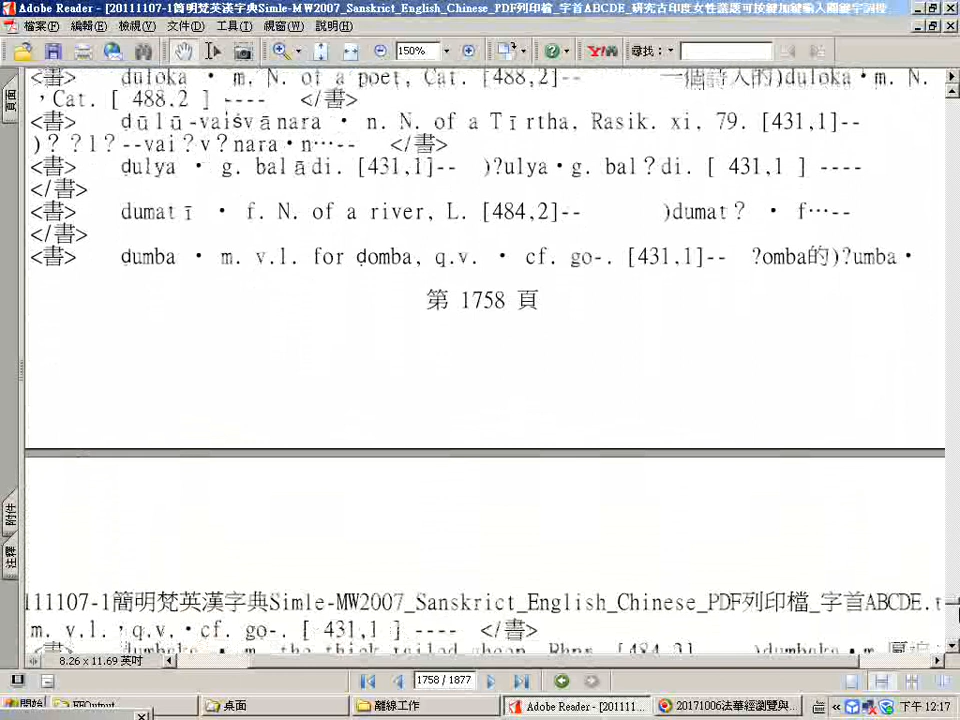 Adobe Reader - [20111107-1簡明梵英漢字典Simle-MW2007_Sanskrict_English_Chinese_PDF列印檔_字首ABCDE_研究古印度女性議題可按鍵加鍵輸入關鍵字詞搜
檔案(F) 編輯(E) 檢視(V) 文件(D) 工具(T) 視窗(W) 說明(H)
150% Y! 尋找:
頁面
<書> duloka · m. N. of a poet, Cat. [488,2]-- 一個詩人的)duloka·m. N.
,Cat. [ 488,2 ] ---- </書>
<書> ḍūlū-vaiśvānara · n. N. of a Tīrtha, Rasik. xi, 79. [431,1]--
)??l?--vai?v?nara·n…-- </書>
<書> ḍulya · g. balādi. [431,1]-- )?ulya·g. bal?di. [ 431,1 ] ----
</書>
<書> dumatī · f. N. of a river, L. [484,2]-- )dumat? · f…--
</書>
<書> ḍumba · m. v.l. for ḍomba, q.v. · cf. go-. [431,1]-- ?omba的)?umba·
第 1758 頁
附件
注釋
111107-1簡明梵英漢字典Simle-MW2007_Sanskrict_English_Chinese_PDF列印檔_字首ABCDE.t
m. v.l.,q.v.·cf. go-. [ 431,1 ] ---- </書>
8.26 x 11.69 英吋
1758 / 1877
開始 桌面 離線工作 Adobe Reader - [2011... 20171006法華經瀏覽與... 下午 12:17